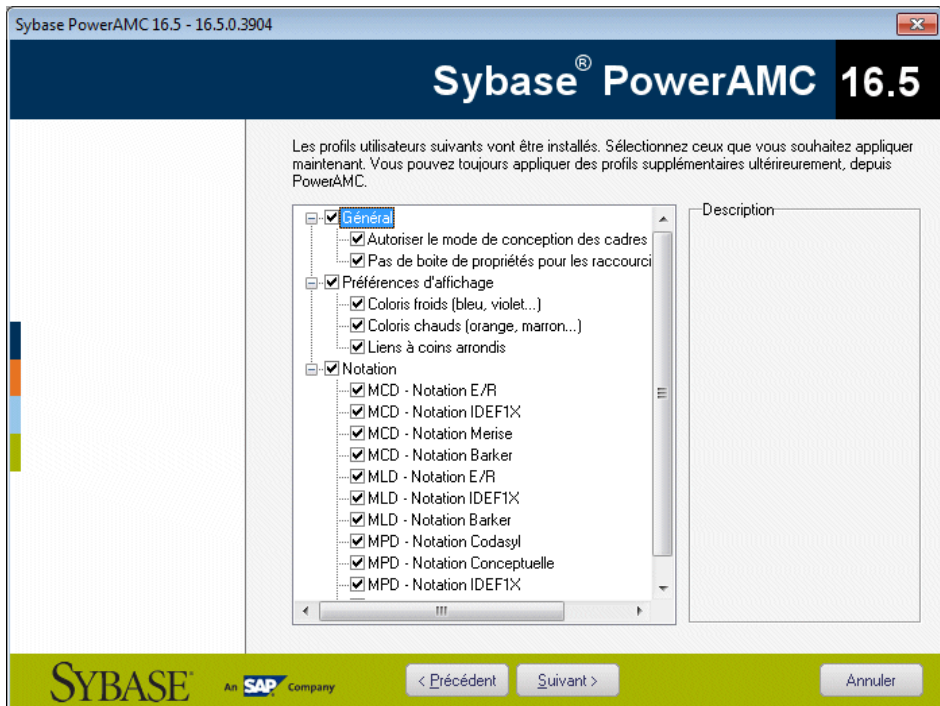 Sybase PowerAMC 16.5 - 16.5.0.3904
Sybase® PowerAMC 16.5
Les profils utilisateurs suivants vont être installés. Sélectionnez ceux que vous souhaitez appliquer
maintenant. Vous pouvez toujours appliquer des profils supplémentaires ultérireurement, depuis
PowerAMC.
Général
Autoriser le mode de conception des cadres
Pas de boite de propriétés pour les raccourci
Préférences d'affichage
Coloris froids (bleu, violet...)
Coloris chauds (orange, marron...)
Liens à coins arrondis
Notation
MCD - Notation E/R
MCD - Notation IDEF1X
MCD - Notation Merise
MCD - Notation Barker
MLD - Notation E/R
MLD - Notation IDEF1X
MLD - Notation Barker
MPD - Notation Codasyl
MPD - Notation Conceptuelle
MPD - Notation IDEF1X
Description
SYBASE® An SAP Company
< Précédent
Suivant >
Annuler